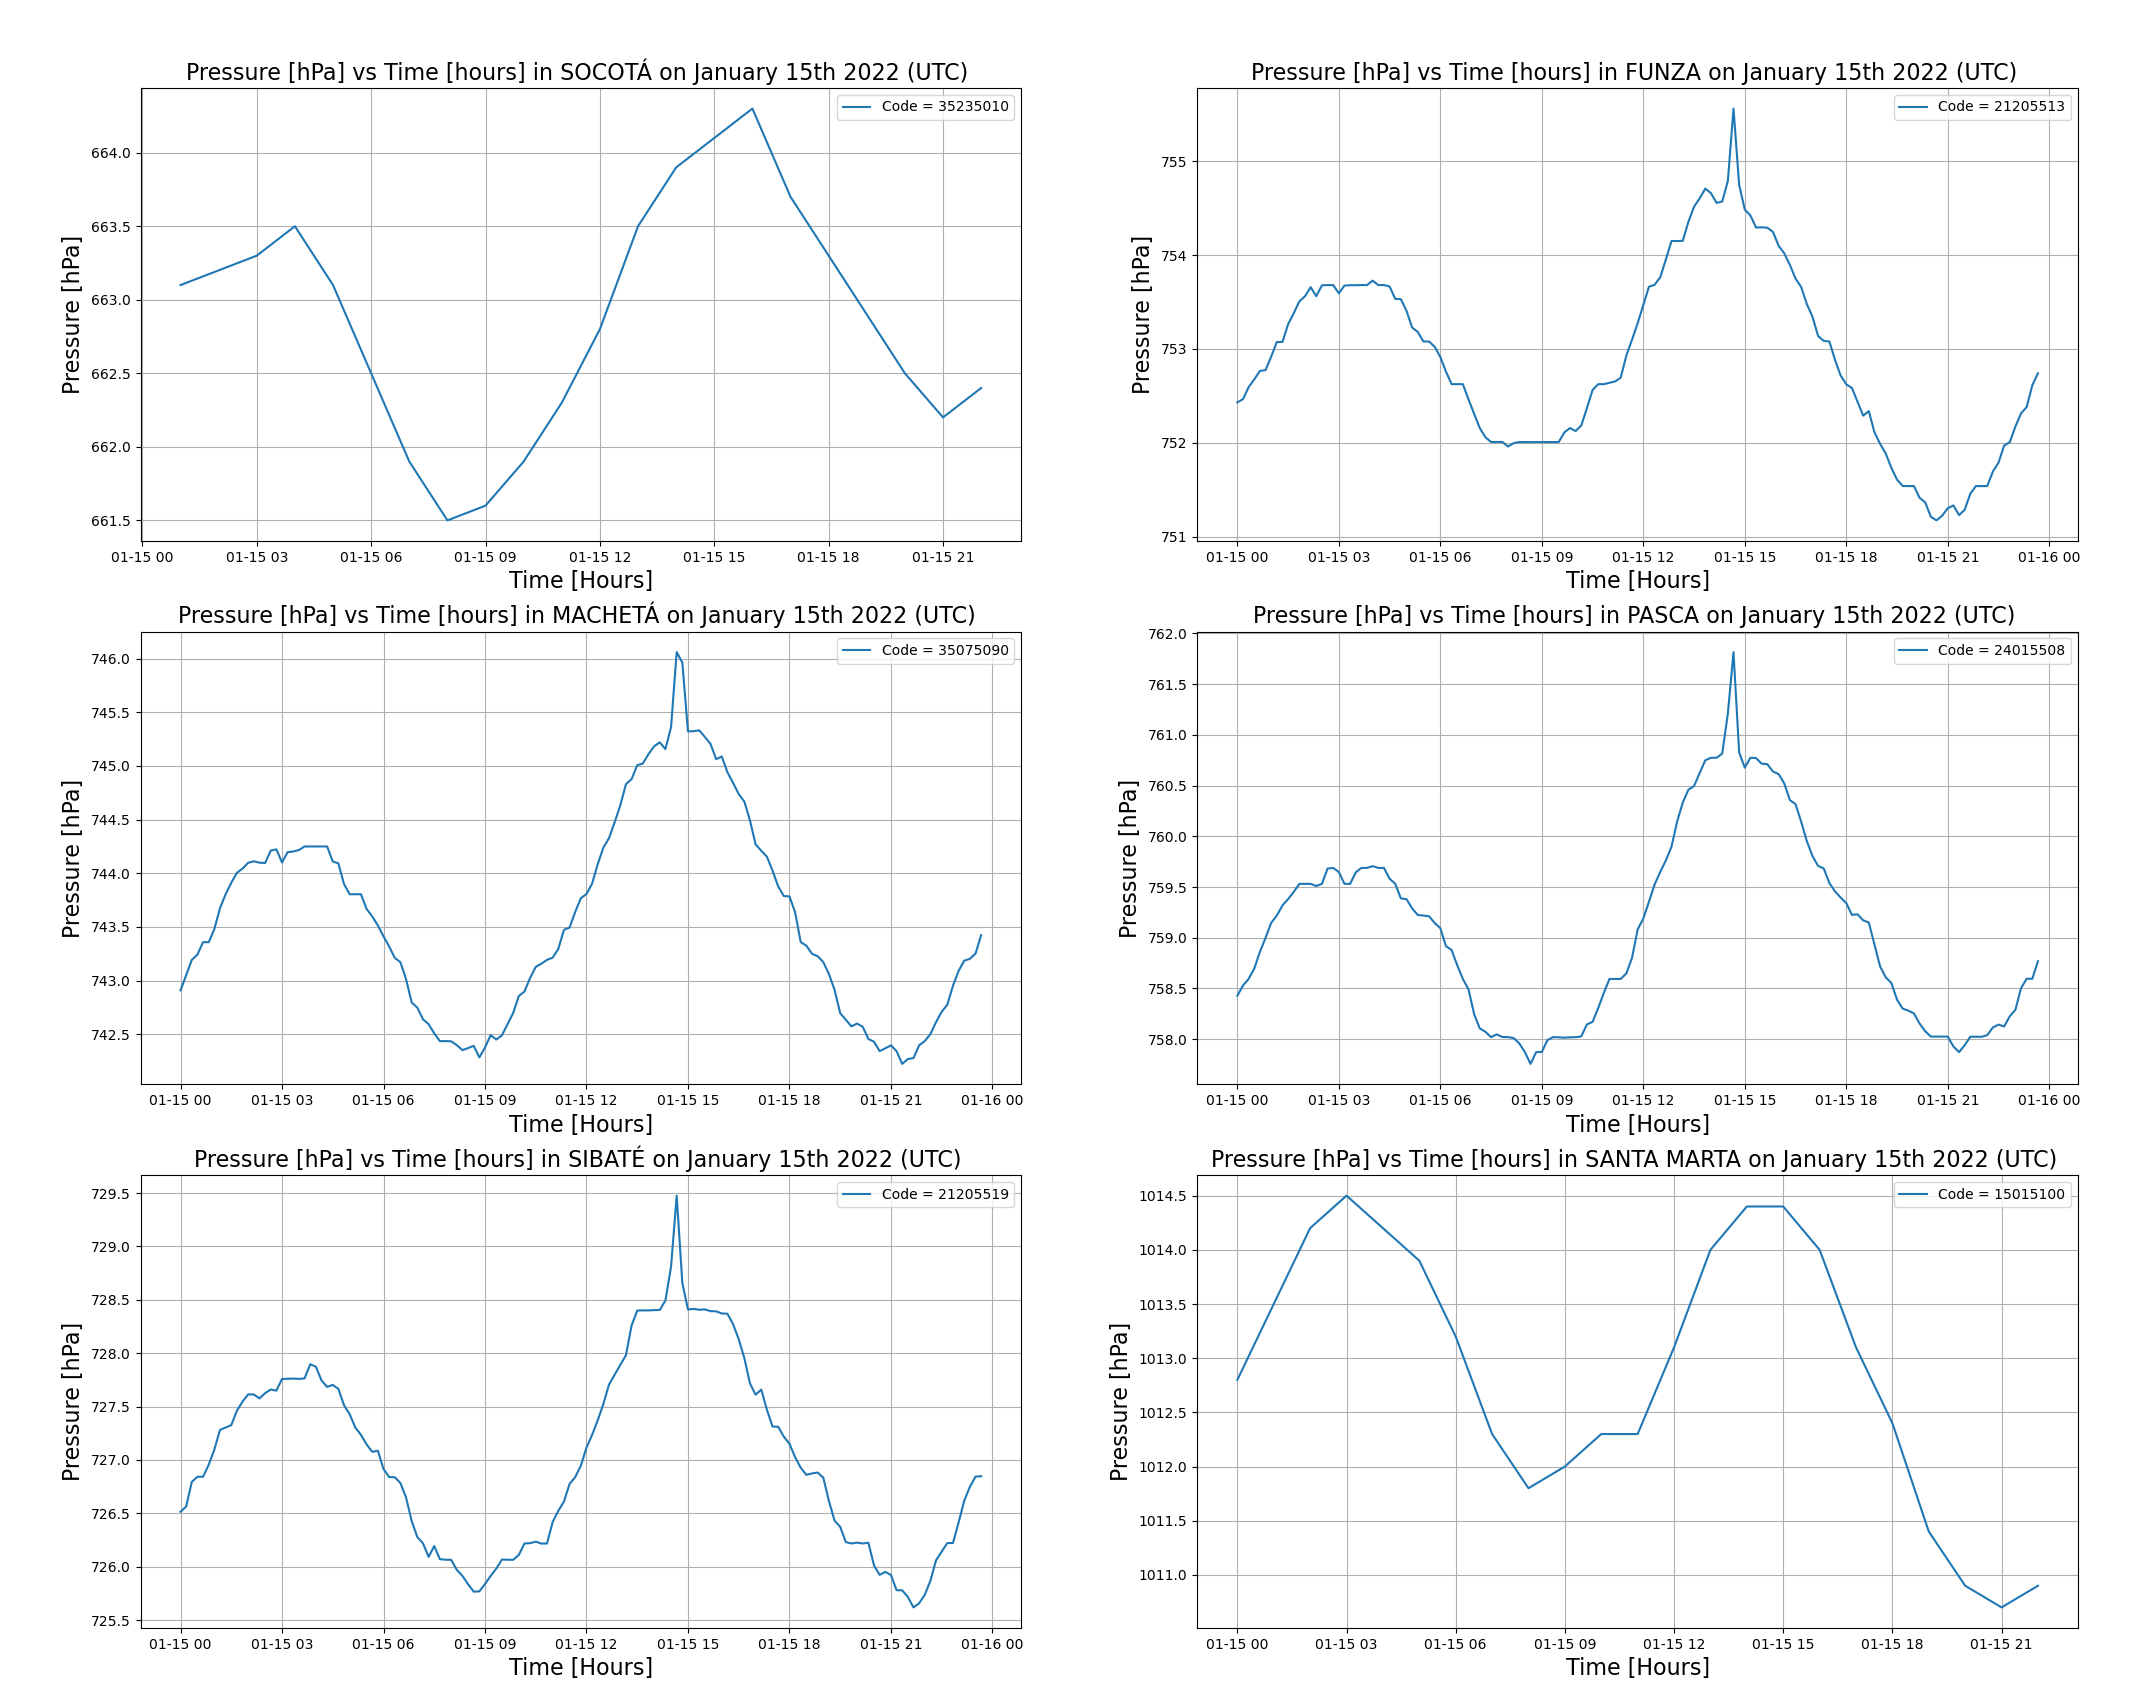 Pressure [hPa] vs Time [hours] in SOCOTÁ on January 15th 2022 (UTC)
Code = 35235010
Pressure [hPa]
664.0
663.5
663.0
662.5
662.0
661.5
01-15 00 01-15 03 01-15 06 01-15 09 01-15 12 01-15 15 01-15 18 01-15 21
Time [Hours]
Pressure [hPa] vs Time [hours] in FUNZA on January 15th 2022 (UTC)
Code = 21205513
Pressure [hPa]
755
754
753
752
751
01-15 00 01-15 03 01-15 06 01-15 09 01-15 12 01-15 15 01-15 18 01-15 21 01-16 00
Time [Hours]
Pressure [hPa] vs Time [hours] in MACHETÁ on January 15th 2022 (UTC)
Code = 35075090
Pressure [hPa]
746.0
745.5
745.0
744.5
744.0
743.5
743.0
742.5
01-15 00 01-15 03 01-15 06 01-15 09 01-15 12 01-15 15 01-15 18 01-15 21 01-16 00
Time [Hours]
Pressure [hPa] vs Time [hours] in PASCA on January 15th 2022 (UTC)
Code = 24015508
Pressure [hPa]
762.0
761.5
761.0
760.5
760.0
759.5
759.0
758.5
758.0
01-15 00 01-15 03 01-15 06 01-15 09 01-15 12 01-15 15 01-15 18 01-15 21 01-16 00
Time [Hours]
Pressure [hPa] vs Time [hours] in SIBATÉ on January 15th 2022 (UTC)
Code = 21205519
Pressure [hPa]
729.5
729.0
728.5
728.0
727.5
727.0
726.5
726.0
725.5
01-15 00 01-15 03 01-15 06 01-15 09 01-15 12 01-15 15 01-15 18 01-15 21 01-16 00
Time [Hours]
Pressure [hPa] vs Time [hours] in SANTA MARTA on January 15th 2022 (UTC)
Code = 15015100
Pressure [hPa]
1014.5
1014.0
1013.5
1013.0
1012.5
1012.0
1011.5
1011.0
01-15 00 01-15 03 01-15 06 01-15 09 01-15 12 01-15 15 01-15 18 01-15 21
Time [Hours]